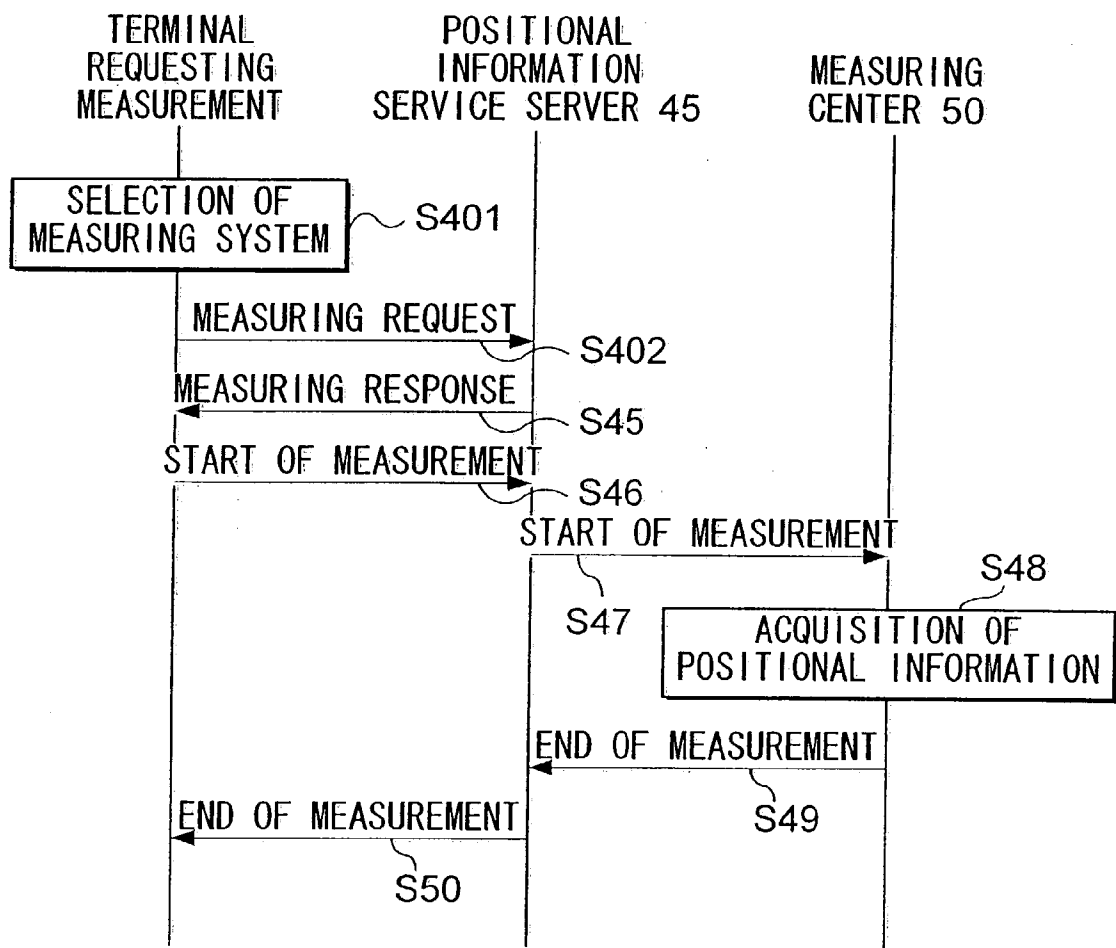 TERMINAL
REQUESTING
MEASUREMENT
POSITIONAL
INFORMATION
SERVICE SERVER 45
MEASURING
CENTER 50
SELECTION OF
MEASURING SYSTEM
S401
MEASURING REQUEST
S402
MEASURING RESPONSE
S45
START OF MEASUREMENT
S46
START OF MEASUREMENT
S47
S48
ACQUISITION OF
POSITIONAL INFORMATION
END OF MEASUREMENT
S49
END OF MEASUREMENT
S50